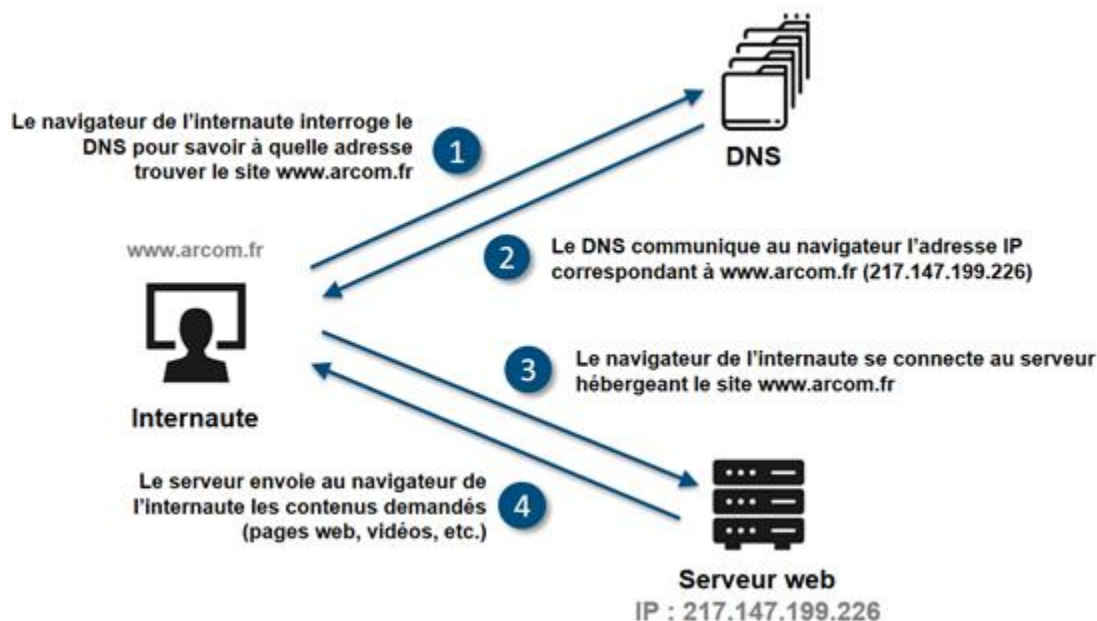 Le navigateur de l'internaute interroge le
DNS pour savoir à quelle adresse
trouver le site www.arcom.fr
1
DNS
www.arcom.fr
2
Le DNS communique au navigateur l'adresse IP
correspondant à www.arcom.fr (217.147.199.226)
Internaute
3
Le navigateur de l'internaute se connecte au serveur
hébergeant le site www.arcom.fr
Le serveur envoie au navigateur de
l'internaute les contenus demandés
(pages web, vidéos, etc.)
4
Serveur web
IP : 217.147.199.226